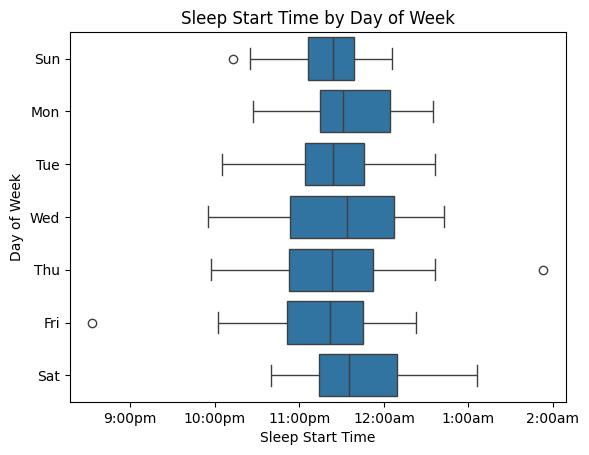 Sleep Start Time by Day of Week
Day of Week
Sun
Mon
Tue
Wed
Thu
Fri
Sat
9:00pm 10:00pm 11:00pm 12:00am 1:00am 2:00am
Sleep Start Time